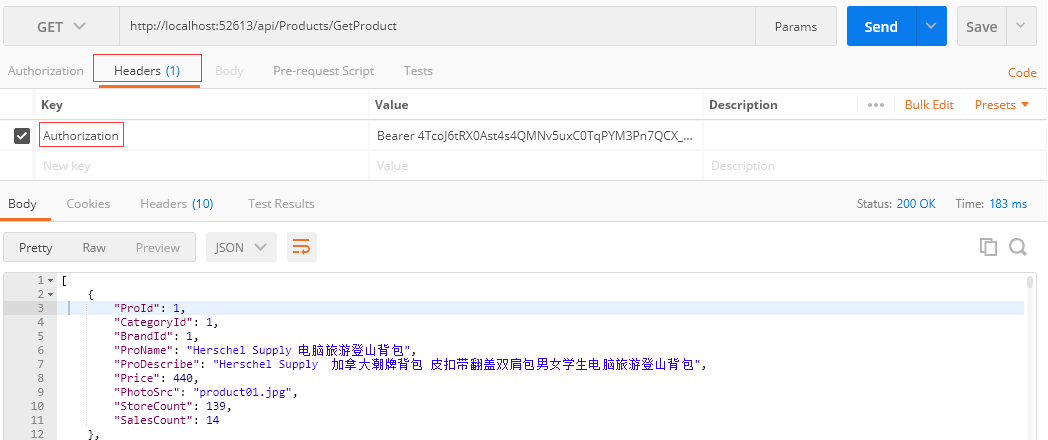 GET http://localhost:52613/api/Products/GetProduct Params Send Save
Authorization Headers (1) Body Pre-request Script Tests Code
Key Value Description ••• Bulk Edit Presets
Authorization Bearer 4TcoJ6tRX0Ast4s4QMNv5uxC0TqPYM3Pn7QCX_...
New key Value Description
Body Cookies Headers (10) Test Results Status: 200 OK Time: 183 ms
Pretty Raw Preview JSON
1 [
2 {
3 "ProId": 1,
4 "CategoryId": 1,
5 "BrandId": 1,
6 "ProName": "Herschel Supply 电脑旅游登山背包",
7 "ProDescribe": "Herschel Supply  加拿大潮牌背包 皮扣带翻盖双肩包男女学生电脑旅游登山背包",
8 "Price": 440,
9 "PhotoSrc": "product01.jpg",
10 "StoreCount": 139,
11 "SalesCount": 14
12 },